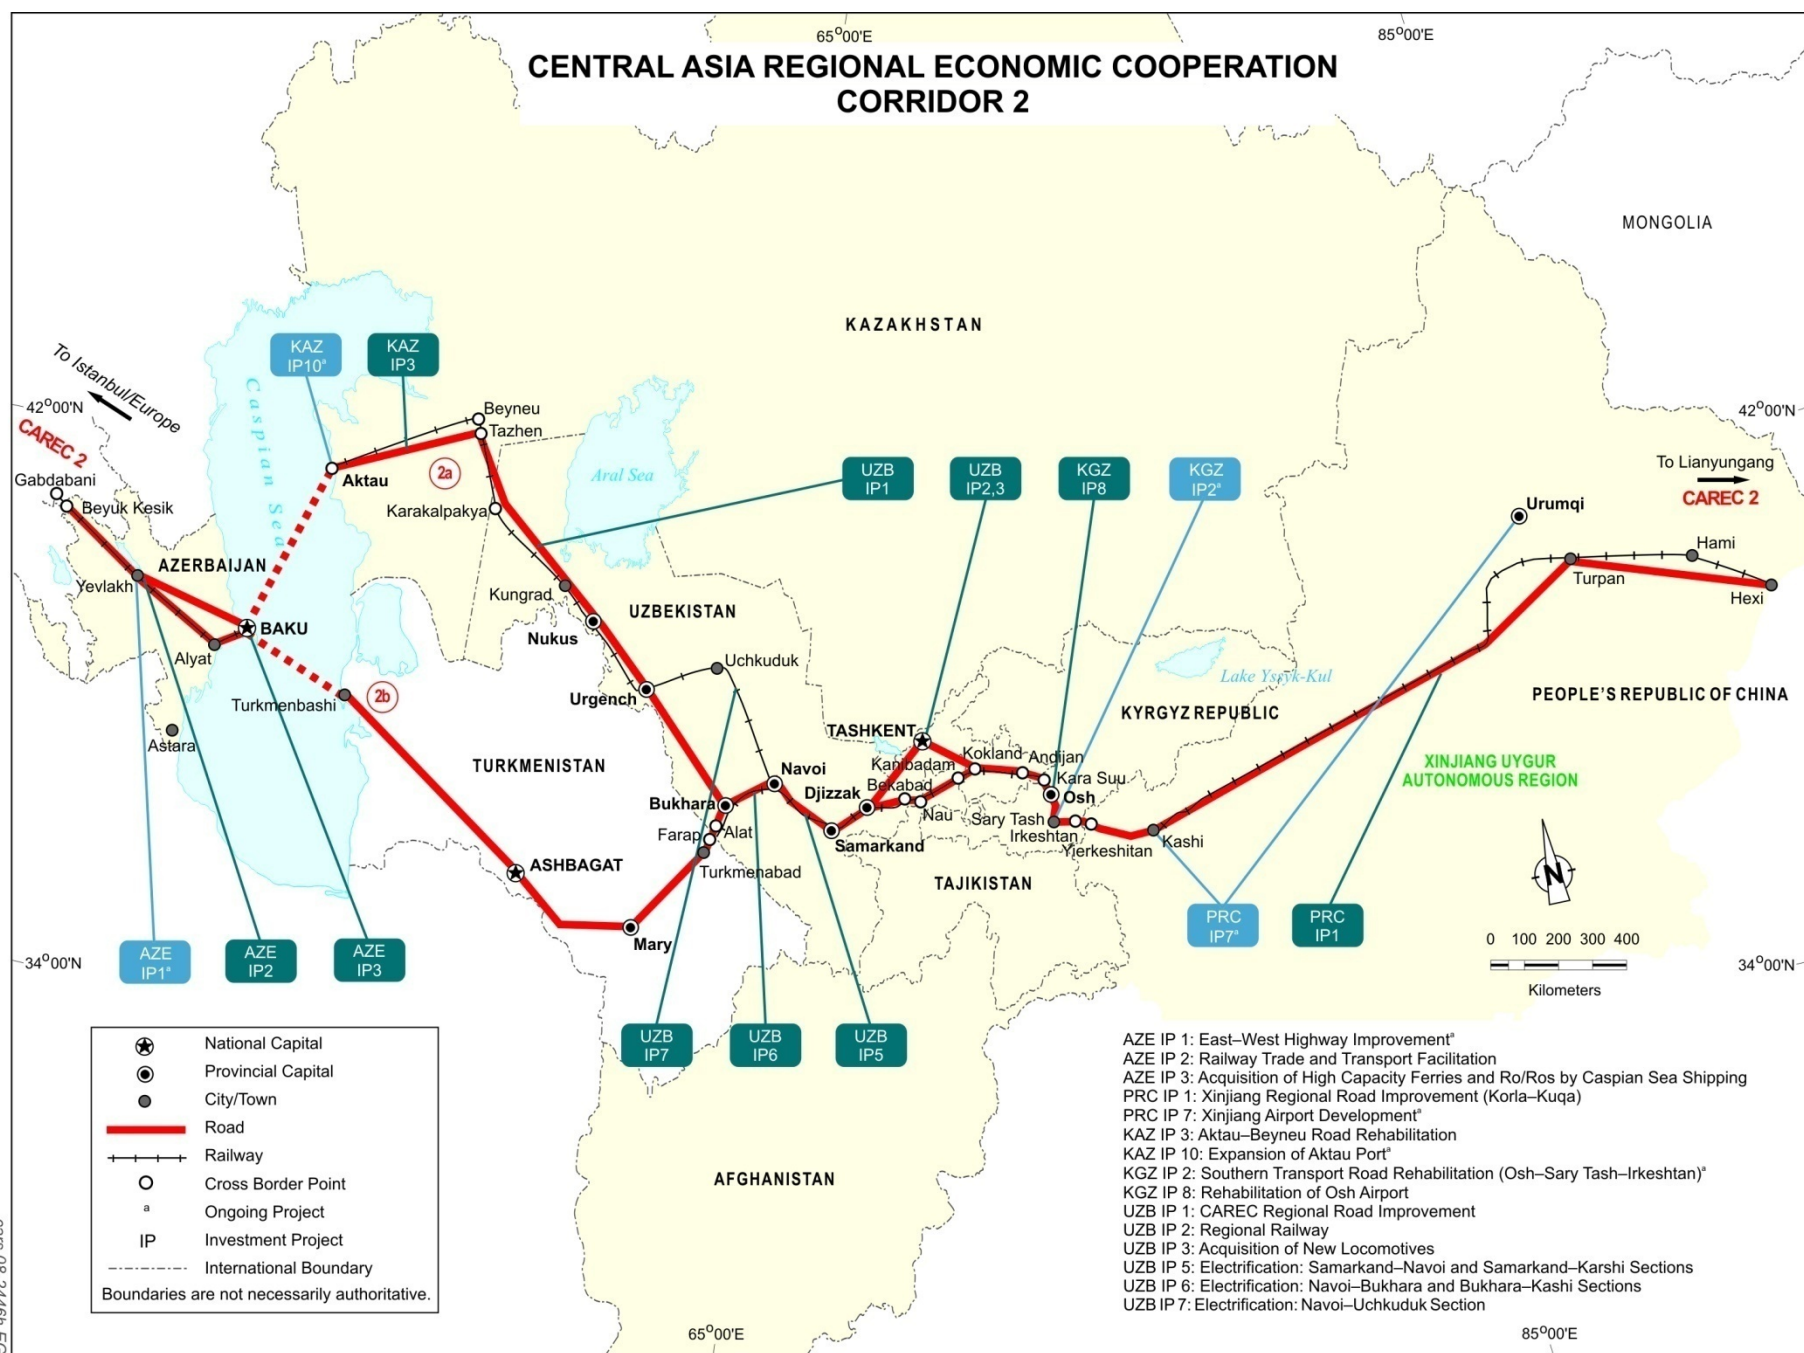 65°00'E
85°00'E
CENTRAL ASIA REGIONAL ECONOMIC COOPERATION
CORRIDOR 2
MONGOLIA
KAZAKHSTAN
KAZ
IP10ᵃ
KAZ
IP3
To Istanbul/Europe
CAREC 2
42°00'N
42°00'N
Caspian Sea
Beyneu
Tazhen
Aktau
2a
Aral Sea
Karakalpakya
Gabdabani
Beyuk Kesik
UZB
IP1
UZB
IP2,3
KGZ
IP8
KGZ
IP2ᵃ
To Lianyungang
CAREC 2
Urumqi
Hami
Turpan
Hexi
AZERBAIJAN
Yevlakh
BAKU
Alyat
Kungrad
UZBEKISTAN
Nukus
Uchkuduk
Turkmenbashi
2b
Urgench
Lake Yssyk-Kul
PEOPLE'S REPUBLIC OF CHINA
KYRGYZ REPUBLIC
Astara
TASHKENT
Kokland
Andijan
Kanibadam
Kara Suu
Bekabad
TURKMENISTAN
Navoi
XINJIANG UYGUR
AUTONOMOUS REGION
Bukhara
Djizzak
Osh
Nau
Sary Tash
Irkeshtan
Farap
Alat
Samarkand
Yierkeshitan
Kashi
ASHBAGAT
Turkmenabad
TAJIKISTAN
N
Mary
AZE
IP1ᵃ
AZE
IP2
AZE
IP3
PRC
IP7ᵃ
PRC
IP1
34°00'N
34°00'N
0 100 200 300 400
Kilometers
UZB
IP7
UZB
IP6
UZB
IP5
National Capital
Provincial Capital
City/Town
Road
Railway
Cross Border Point
ᵃ Ongoing Project
IP Investment Project
International Boundary
Boundaries are not necessarily authoritative.
AFGHANISTAN
AZE IP 1: East–West Highway Improvementᵃ
AZE IP 2: Railway Trade and Transport Facilitation
AZE IP 3: Acquisition of High Capacity Ferries and Ro/Ros by Caspian Sea Shipping
PRC IP 1: Xinjiang Regional Road Improvement (Korla–Kuqa)
PRC IP 7: Xinjiang Airport Developmentᵃ
KAZ IP 3: Aktau–Beyneu Road Rehabilitation
KAZ IP 10: Expansion of Aktau Portᵃ
KGZ IP 2: Southern Transport Road Rehabilitation (Osh–Sary Tash–Irkeshtan)ᵃ
KGZ IP 8: Rehabilitation of Osh Airport
UZB IP 1: CAREC Regional Road Improvement
UZB IP 2: Regional Railway
UZB IP 3: Acquisition of New Locomotives
UZB IP 5: Electrification: Samarkand–Navoi and Samarkand–Karshi Sections
UZB IP 6: Electrification: Navoi–Bukhara and Bukhara–Kashi Sections
UZB IP 7: Electrification: Navoi–Uchkuduk Section
65°00'E
85°00'E